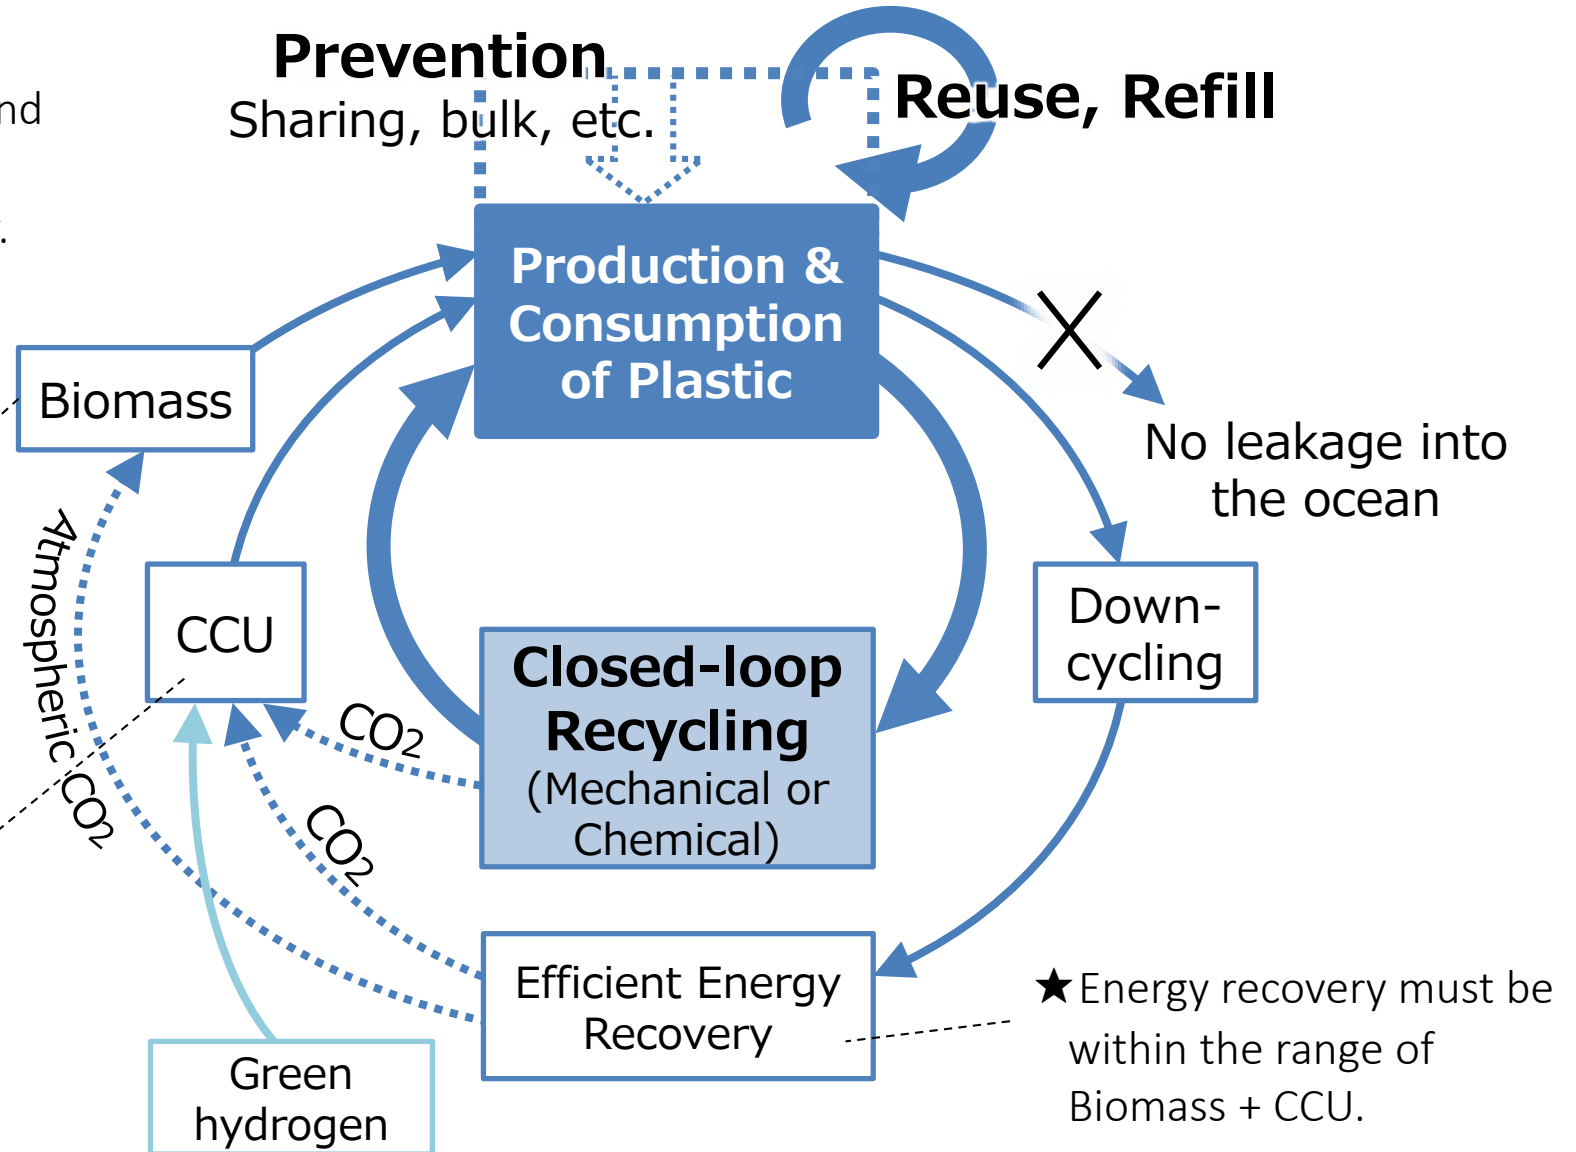 Prevention
Sharing, bulk, etc.
Reuse, Refill
nd
.
Production &
Consumption
of Plastic
Biomass
No leakage into
the ocean
Atmospheric CO2
CCU
Down-
cycling
Closed-loop
Recycling
(Mechanical or
Chemical)
CO2
CO2
Efficient Energy
Recovery
★Energy recovery must be
within the range of
Biomass + CCU.
Green
hydrogen